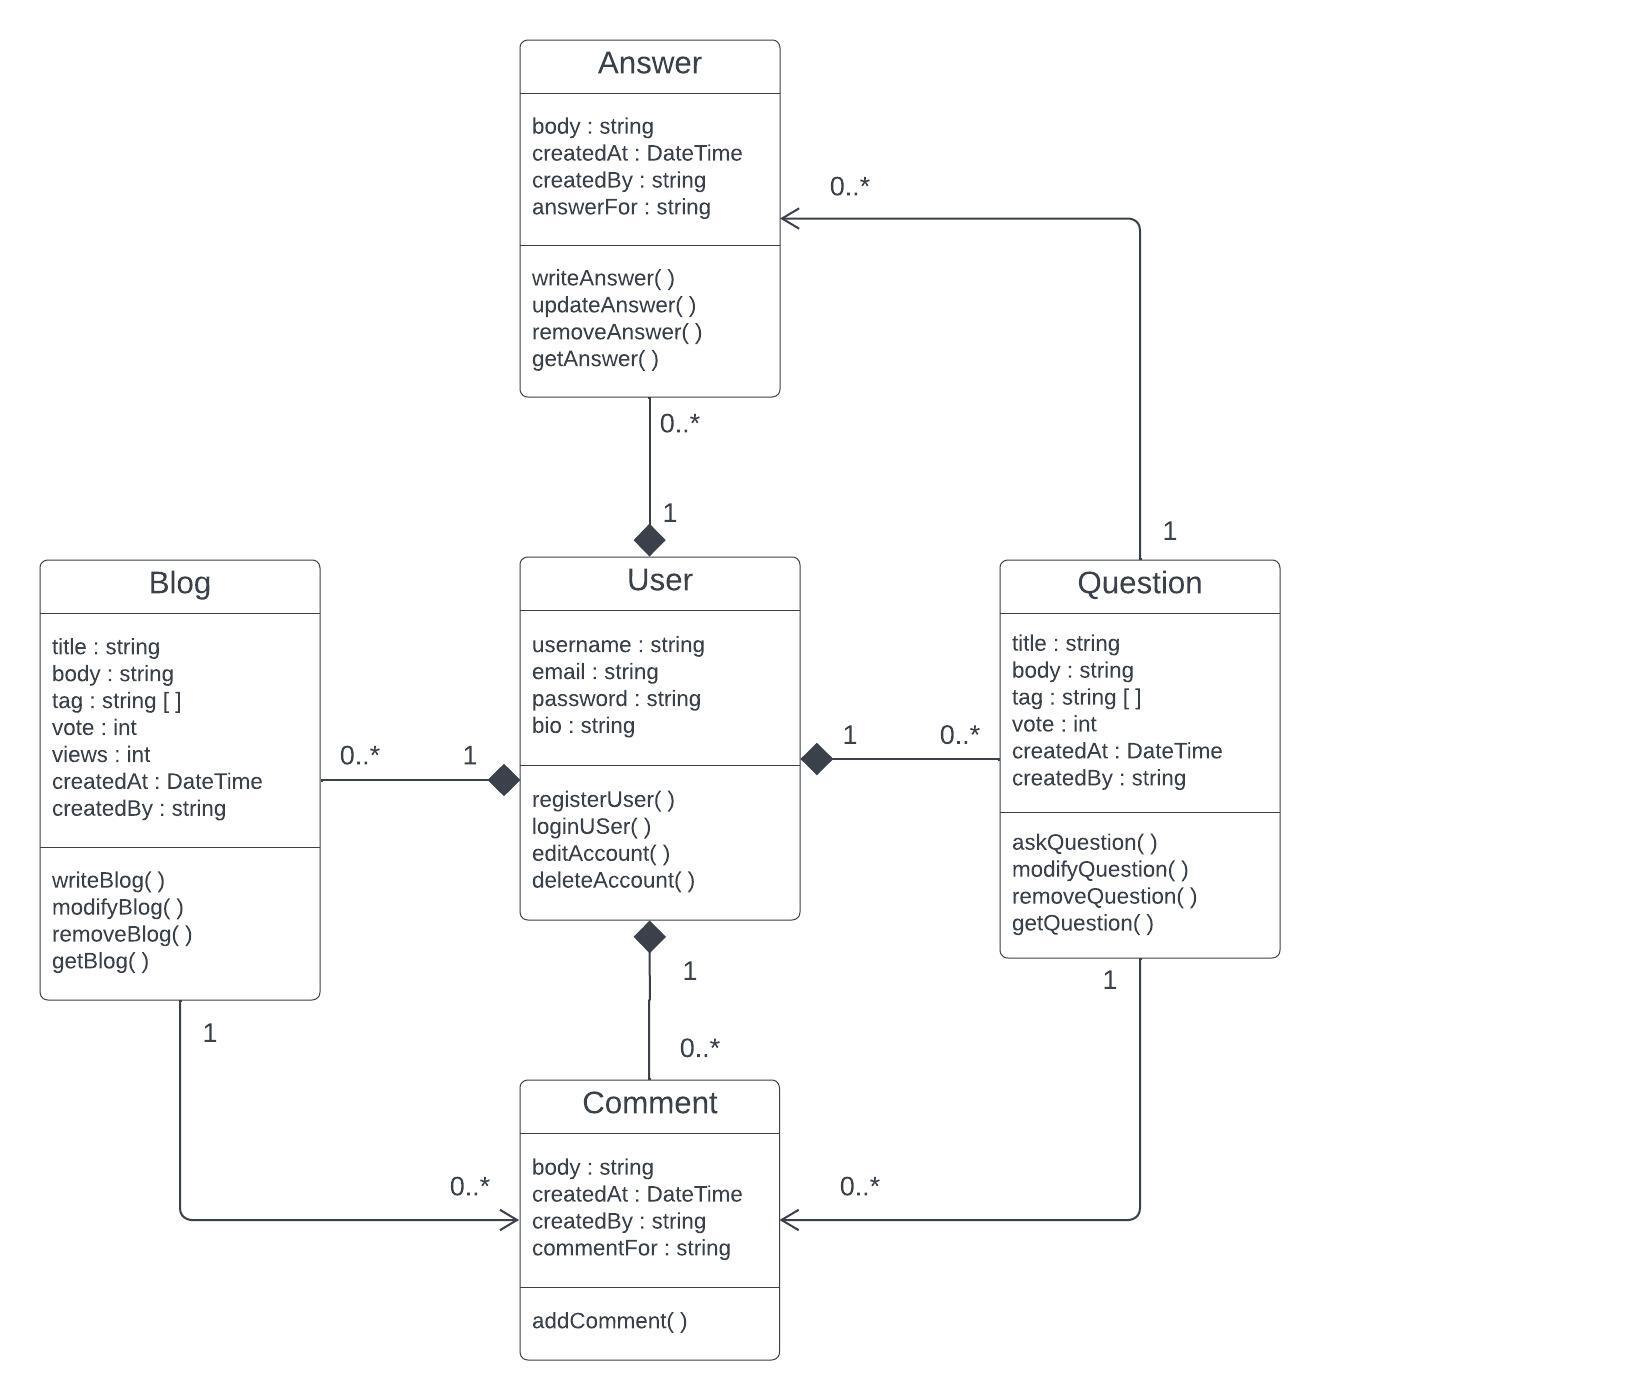 Answer
body : string
createdAt : DateTime
createdBy : string
answerFor : string
writeAnswer( )
updateAnswer( )
removeAnswer( )
getAnswer( )
0..*
0..*
1
1
Blog
title : string
body : string
tag : string [ ]
vote : int
views : int
createdAt : DateTime
createdBy : string
writeBlog( )
modifyBlog( )
removeBlog( )
getBlog( )
0..*
1
User
username : string
email : string
password : string
bio : string
registerUser( )
loginUSer( )
editAccount( )
deleteAccount( )
1
0..*
Question
title : string
body : string
tag : string [ ]
vote : int
createdAt : DateTime
createdBy : string
askQuestion( )
modifyQuestion( )
removeQuestion( )
getQuestion( )
1
1
1
0..*
0..*
0..*
Comment
body : string
createdAt : DateTime
createdBy : string
commentFor : string
addComment( )